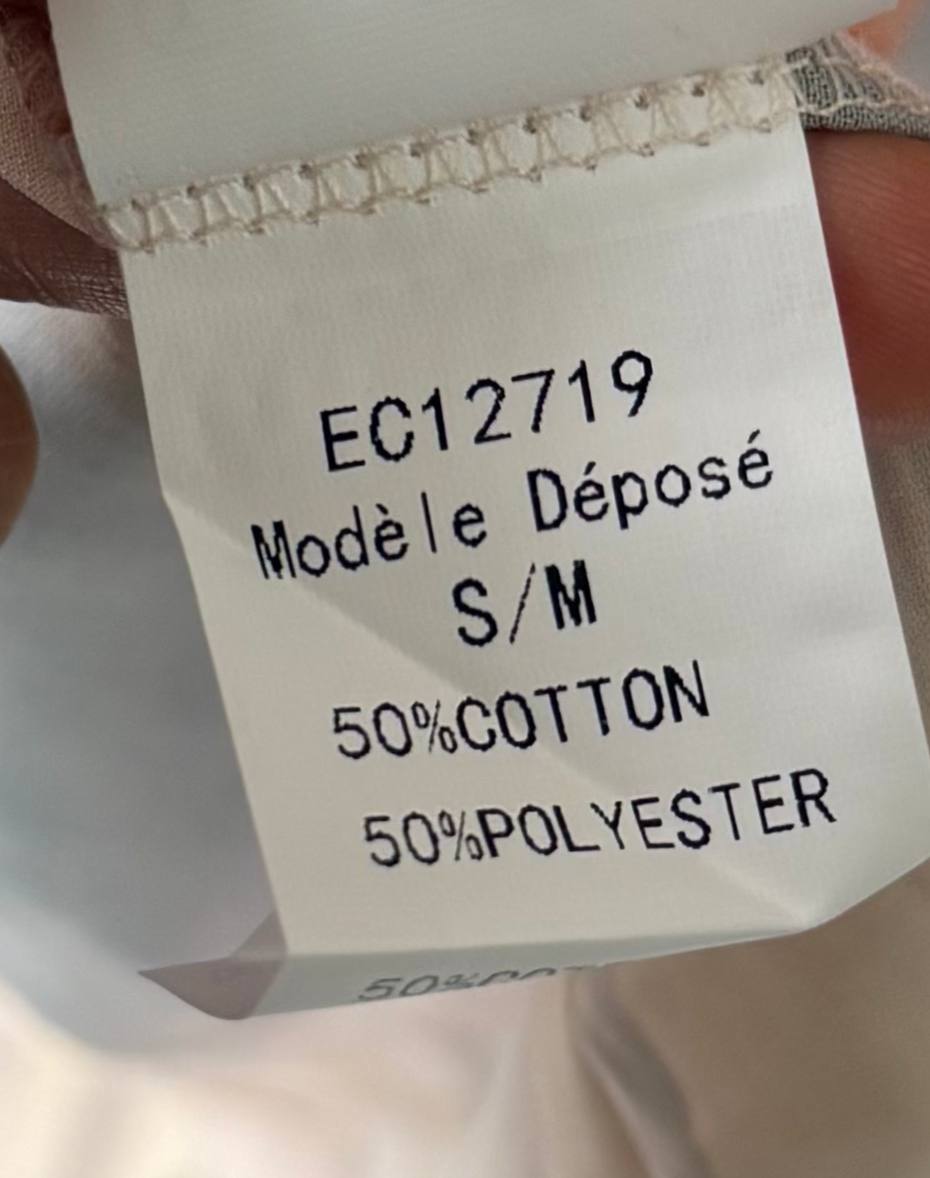 EC12719
Modèle Déposé
S/M
50%COTTON
50%POLYESTER